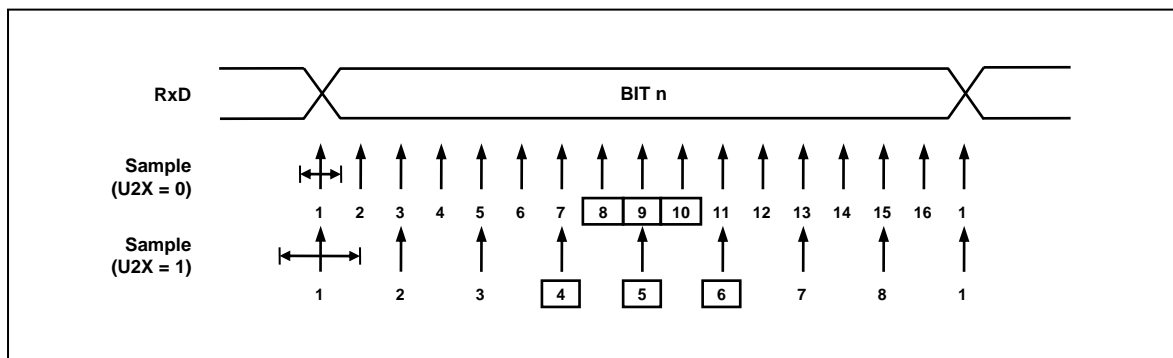 RxD
BIT n
Sample
(U2X = 0)
1 2 3 4 5 6 7 8 9 10 11 12 13 14 15 16 1
Sample
(U2X = 1)
1 2 3 4 5 6 7 8 1